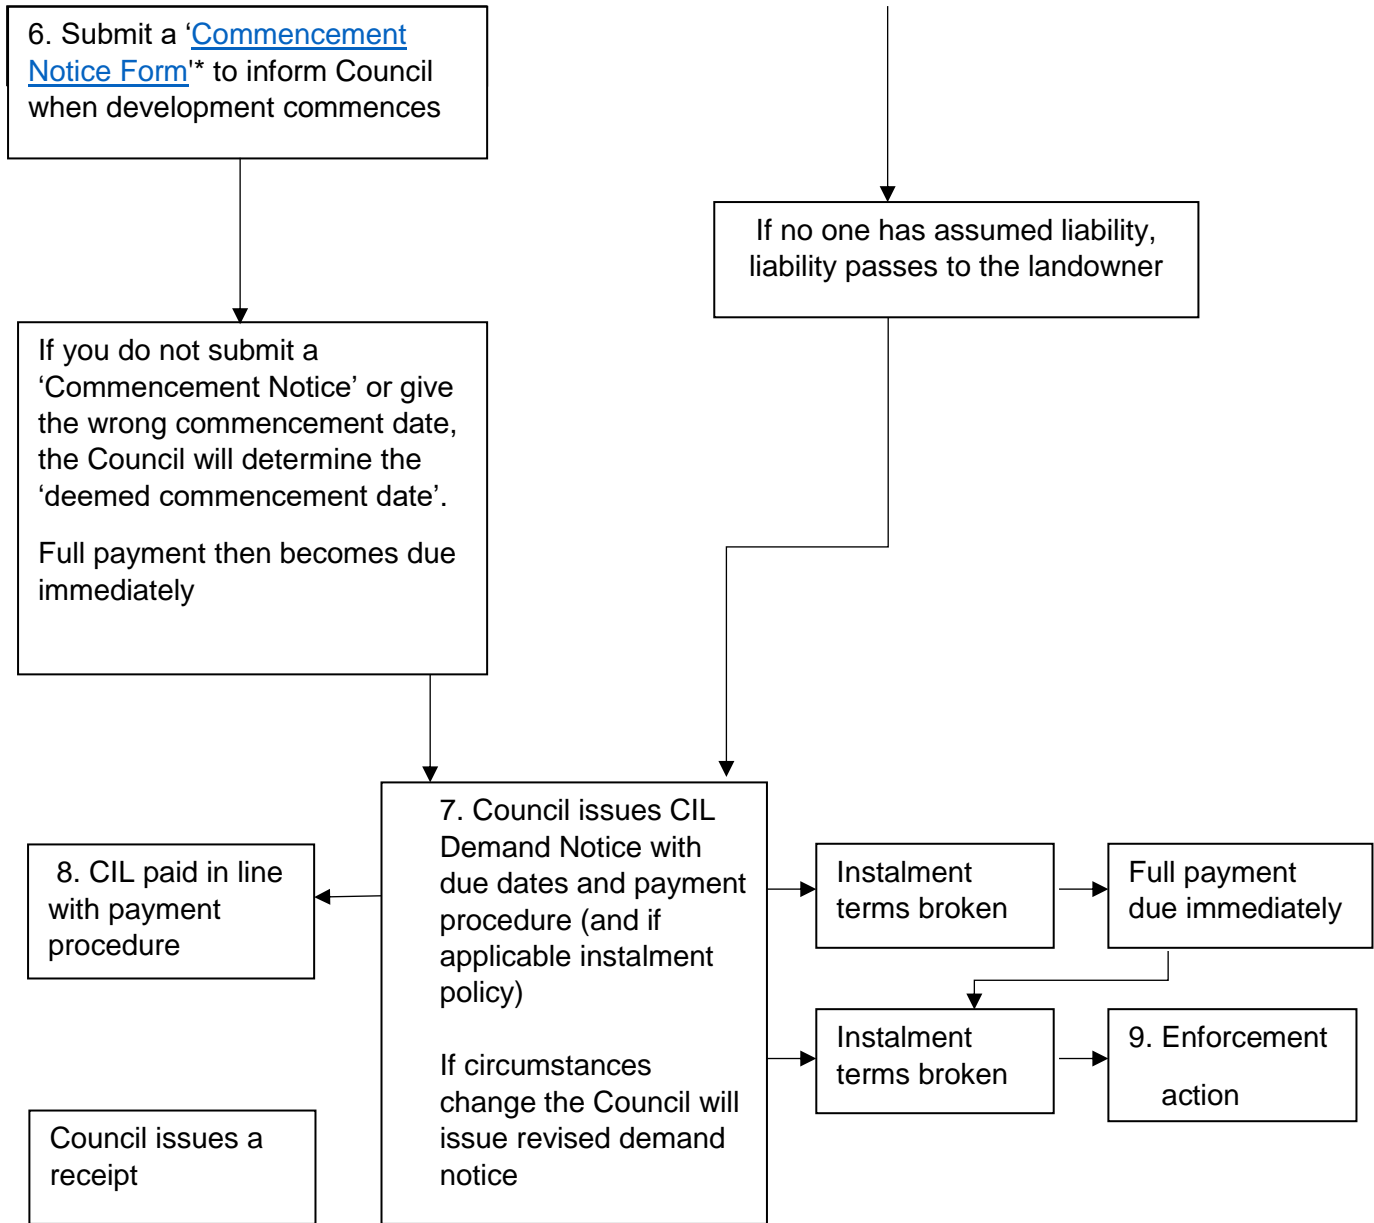 6. Submit a ‘Commencement
Notice Form'* to inform Council
when development commences
If no one has assumed liability,
liability passes to the landowner
If you do not submit a
‘Commencement Notice’ or give
the wrong commencement date,
the Council will determine the
‘deemed commencement date’.
Full payment then becomes due
immediately
7. Council issues CIL
Demand Notice with
due dates and payment
procedure (and if
applicable instalment
policy)
If circumstances
change the Council will
issue revised demand
notice
8. CIL paid in line
with payment
procedure
Instalment
terms broken
Full payment
due immediately
Instalment
terms broken
9. Enforcement
action
Council issues a
receipt